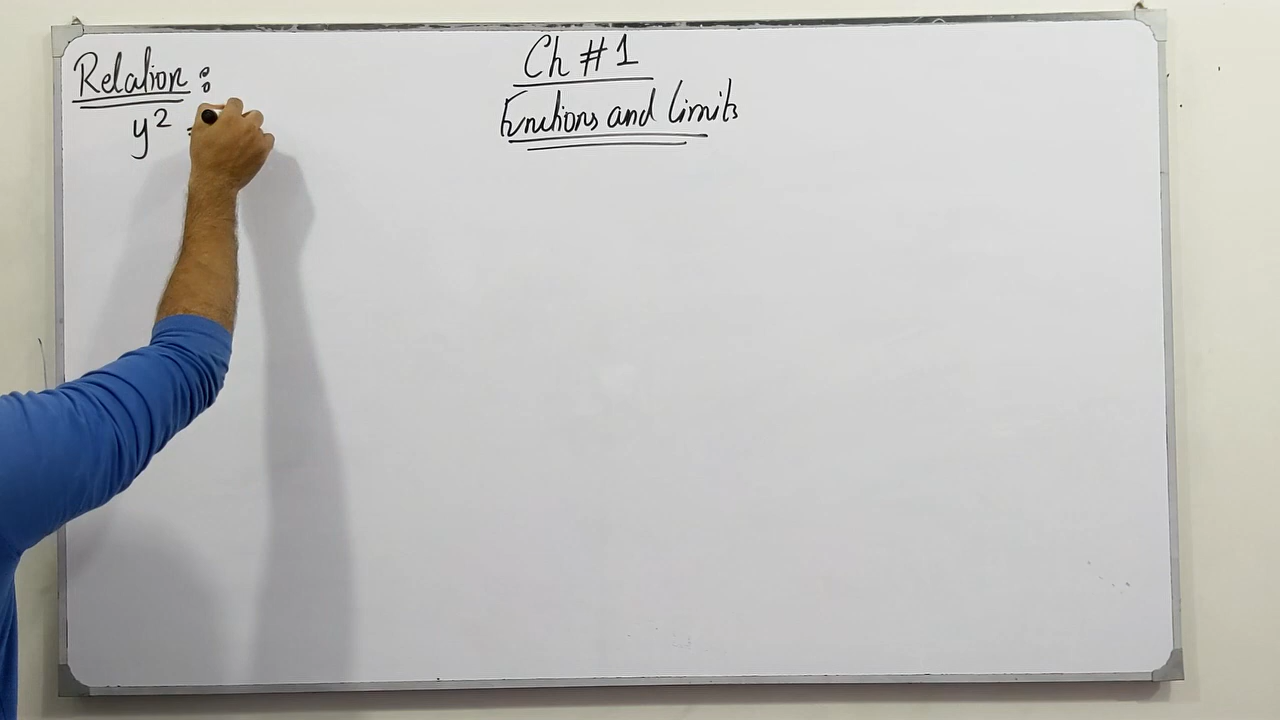 Ch # 1
Functions and Limits
Relation :
y² =